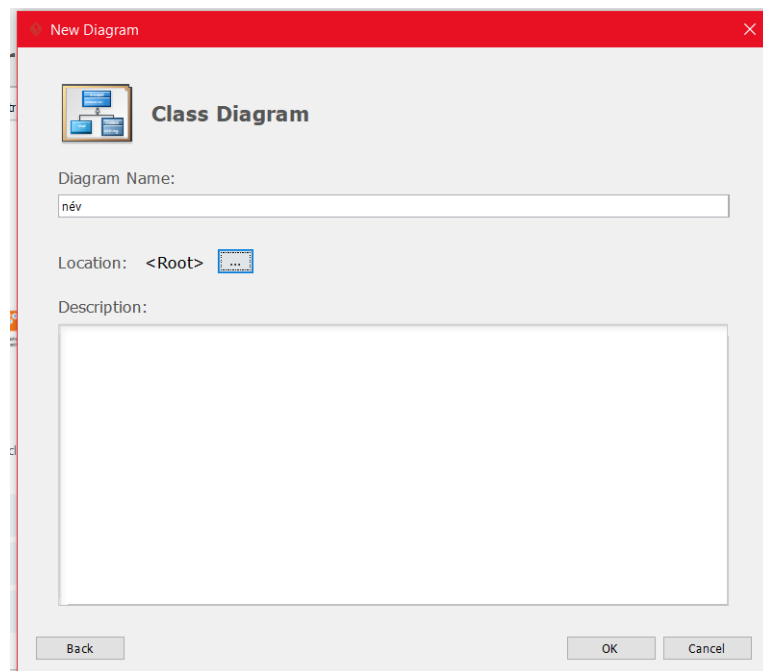 New Diagram
Class Diagram
Diagram Name:
név
Location: <Root> ...
Description:
Back OK Cancel